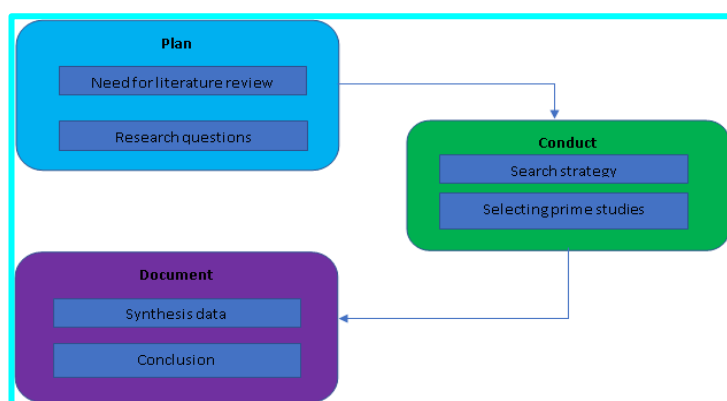 Plan
Need for literature review
Research questions
Conduct
Search strategy
Selecting prime studies
Document
Synthesis data
Conclusion